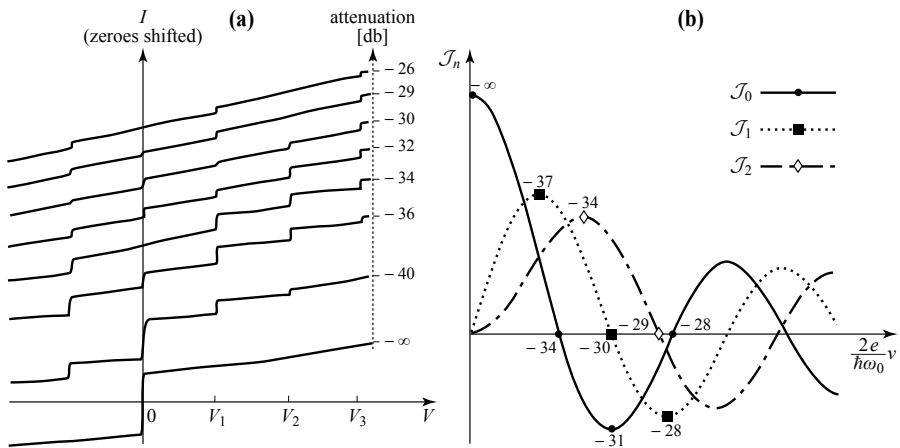 I
(zeroes shifted)
(a)
attenuation
[db]
− 26
− 29
− 30
− 32
− 34
− 36
− 40
− ∞
0
V₁
V₂
V₃
V
(b)
𝒥ₙ
− ∞
− 37
− 34
− 34
− 30
− 29
− 28
− 31
− 28
2e/ħω₀ v
𝒥₀
𝒥₁
𝒥₂